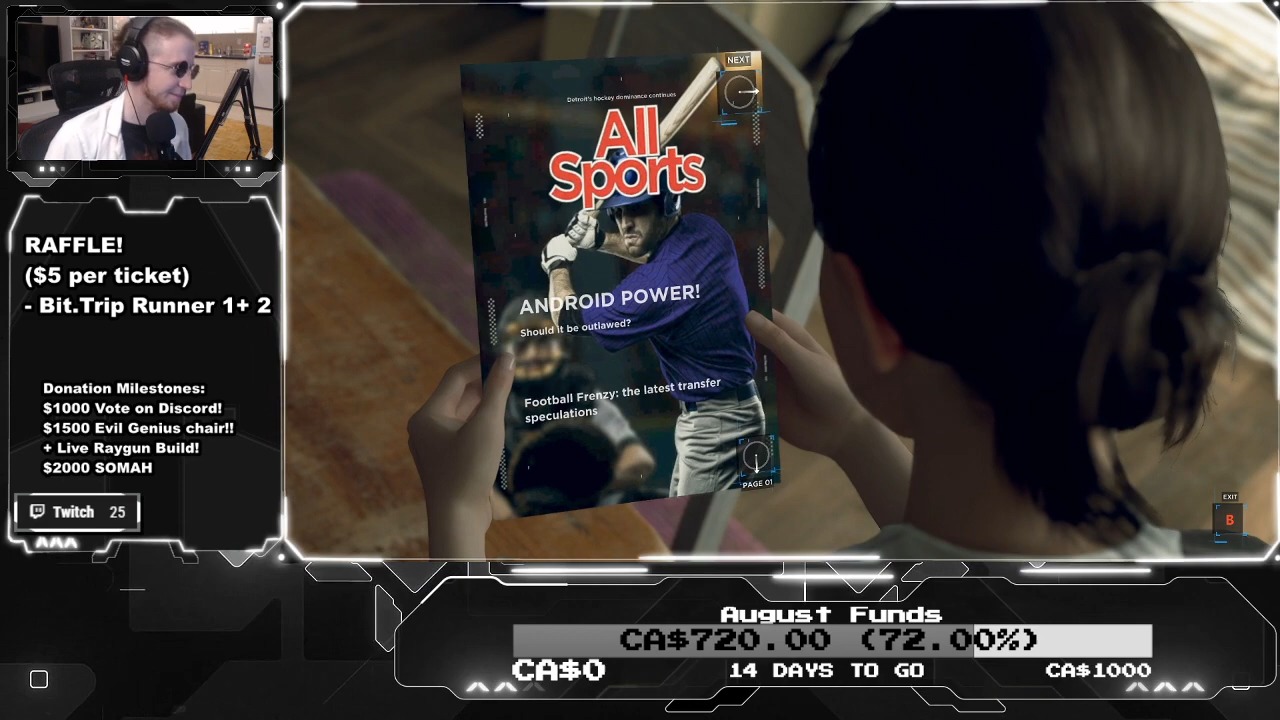 RAFFLE!
($5 per ticket)
- Bit.Trip Runner 1+ 2
Donation Milestones:
$1000 Vote on Discord!
$1500 Evil Genius chair!!
+ Live Raygun Build!
$2000 SOMAH
Twitch 25
NEXT
Detroit's hockey dominance continues
All
Sports
ANDROID POWER!
Should it be outlawed?
Football Frenzy: the latest transfer
speculations
PAGE 01
EXIT
B
August Funds
CA$720.00 (72.00%)
CA$0
14 DAYS TO GO
CA$1000